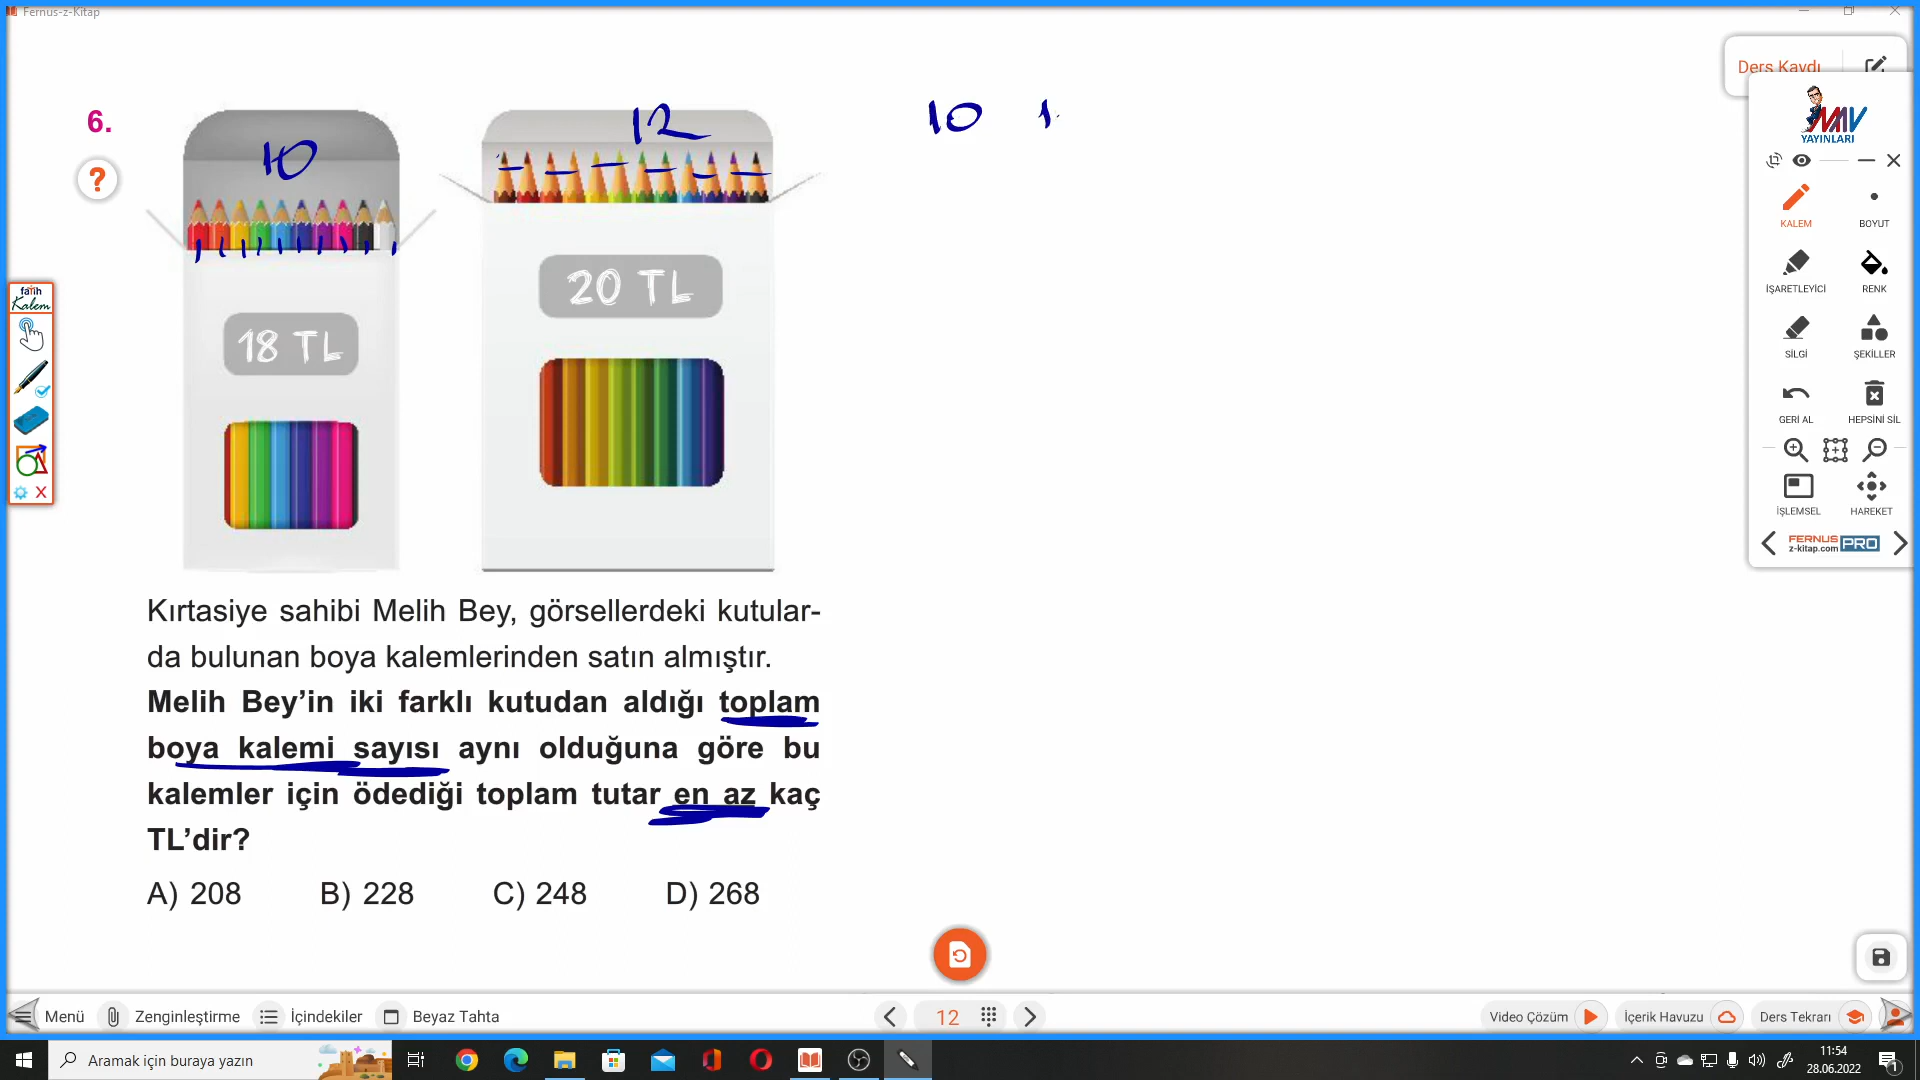 Fernus-z-Kitap
Ders Kaydı
6.
10
12
10 1
MAV
YAYINLARI
?
20 TL
18 TL
KALEM
BOYUT
İŞARETLEYİCİ
RENK
SİLGİ
ŞEKİLLER
GERİ AL
HEPSİNİ SİL
İŞLEMSEL
HAREKET
FERNUS
z-kitap.com PRO
fatih
Kalem
Kırtasiye sahibi Melih Bey, görsellerdeki kutular-
da bulunan boya kalemlerinden satın almıştır.
Melih Bey’in iki farklı kutudan aldığı toplam
boya kalemi sayısı aynı olduğuna göre bu
kalemler için ödediği toplam tutar en az kaç
TL’dir?
A) 208 B) 228 C) 248 D) 268
Menü Zenginleştirme İçindekiler Beyaz Tahta 12 Video Çözüm İçerik Havuzu Ders Tekrarı
Aramak için buraya yazın
11:54
28.06.2022
1